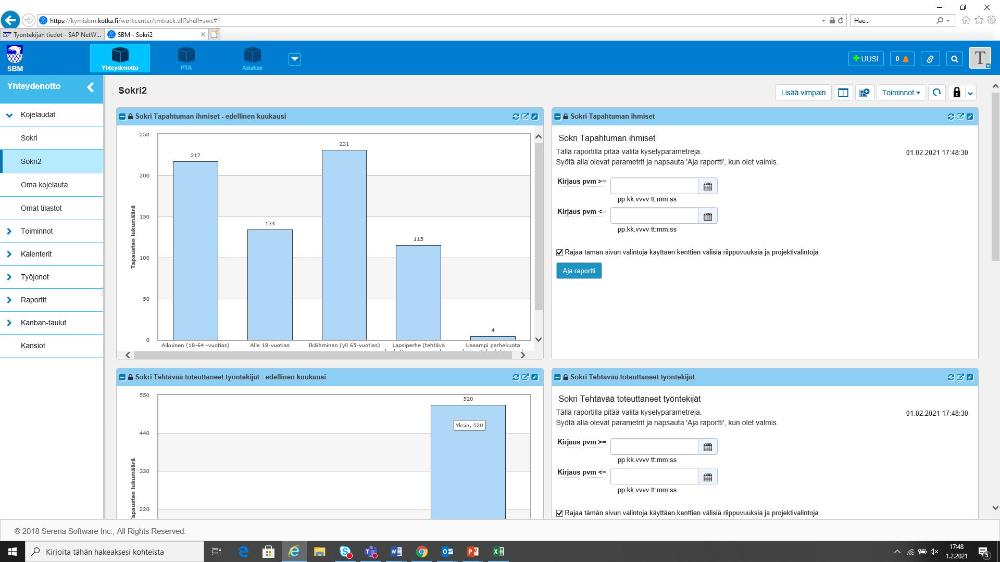 https://kymisbm.kotka.fi/workcenter/tmtrack.dll?shell=swc#1
Hae...
Työntekijän tiedot - SAP NetW...
SBM - Sokri2
SBM
Yhteydenotto
PTA
Asiakas
UUSI
0
T
Yhteydenotto
Kojelaudat
Sokri
Sokri2
Oma kojelauta
Omat tilastot
Toiminnot
Kalenterit
Työjonot
Raportit
Kanban-taulut
Kansiot
Sokri2
Lisää vimpain
Toiminnot
Sokri Tapahtuman ihmiset - edellinen kuukausi
250
200
150
100
50
0
Tapausten lukumäärä
217
134
231
115
4
Aikuinen (18-64 -vuotias)
Alle 18-vuotias
Ikäihminen (yli 65-vuotias)
Lapsiperhe (tehtävä
Useampi perhekunta
Sokri Tapahtuman ihmiset
Sokri Tapahtuman ihmiset
Tällä raportilla pitää valita kyselyparametreja.
01.02.2021 17:48:30
Syötä alla olevat parametrit ja napsauta 'Aja raportti', kun olet valmis.
Kirjaus pvm >=
pp.kk.vvvv tt:mm:ss
Kirjaus pvm <=
pp.kk.vvvv tt:mm:ss
Rajaa tämän sivun valintoja käyttäen kenttien välisiä riippuvuuksia ja projektivalintoja
Aja raportti
Sokri Tehtävää toteuttaneet työntekijät - edellinen kuukausi
550
440
330
220
Tapausten lukumäärä
520
Yksin, 520
Sokri Tehtävää toteuttaneet työntekijät
Sokri Tehtävää toteuttaneet työntekijät
Tällä raportilla pitää valita kyselyparametreja.
01.02.2021 17:48:30
Syötä alla olevat parametrit ja napsauta 'Aja raportti', kun olet valmis.
Kirjaus pvm >=
pp.kk.vvvv tt:mm:ss
Kirjaus pvm <=
pp.kk.vvvv tt:mm:ss
Rajaa tämän sivun valintoja käyttäen kenttien välisiä riippuvuuksia ja projektivalintoja
© 2018 Serena Software Inc., All Rights Reserved.
Kirjoita tähän hakeaksesi kohteista
17:48
1.2.2021
5